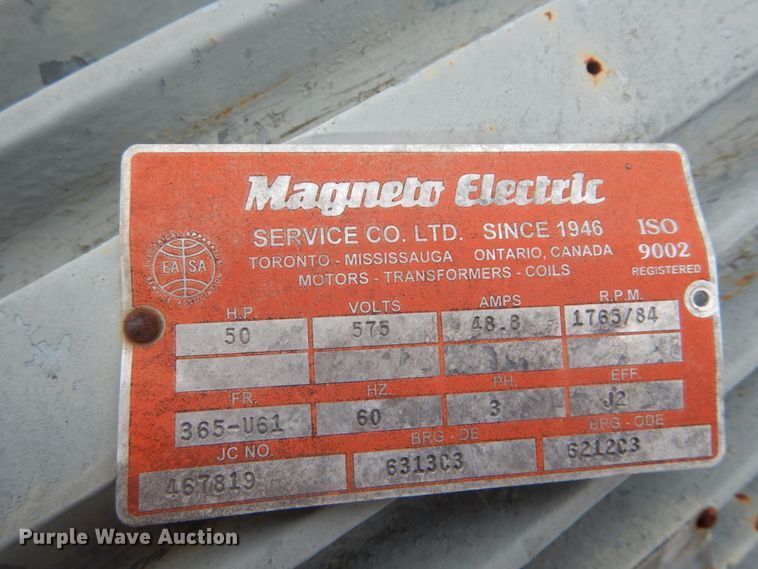 Magneto Electric
SERVICE CO. LTD. SINCE 1946
TORONTO - MISSISSAUGA ONTARIO, CANADA
MOTORS - TRANSFORMERS - COILS
ISO
9002
REGISTERED
EASA
H.P. VOLTS AMPS R.P.M.
50 575 48.8 1765/84
FR. HZ. PH. EFF.
365-U61 60 3 J2
JC NO. BRG - DE BRG - ODE
467819 6313C3 6212C3
Purple Wave Auction